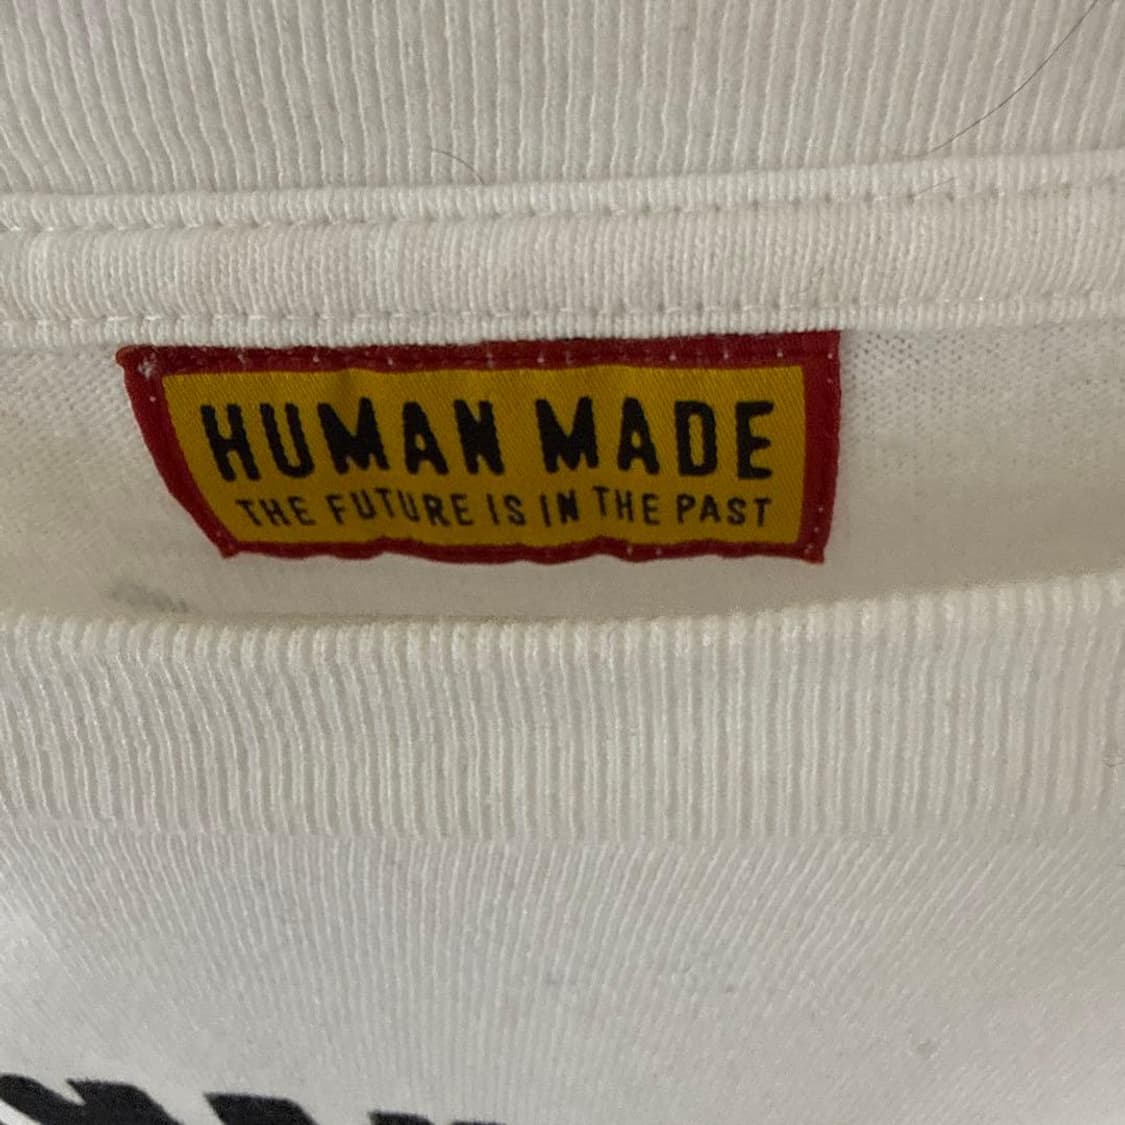 HUMAN MADE
THE FUTURE IS IN THE PAST